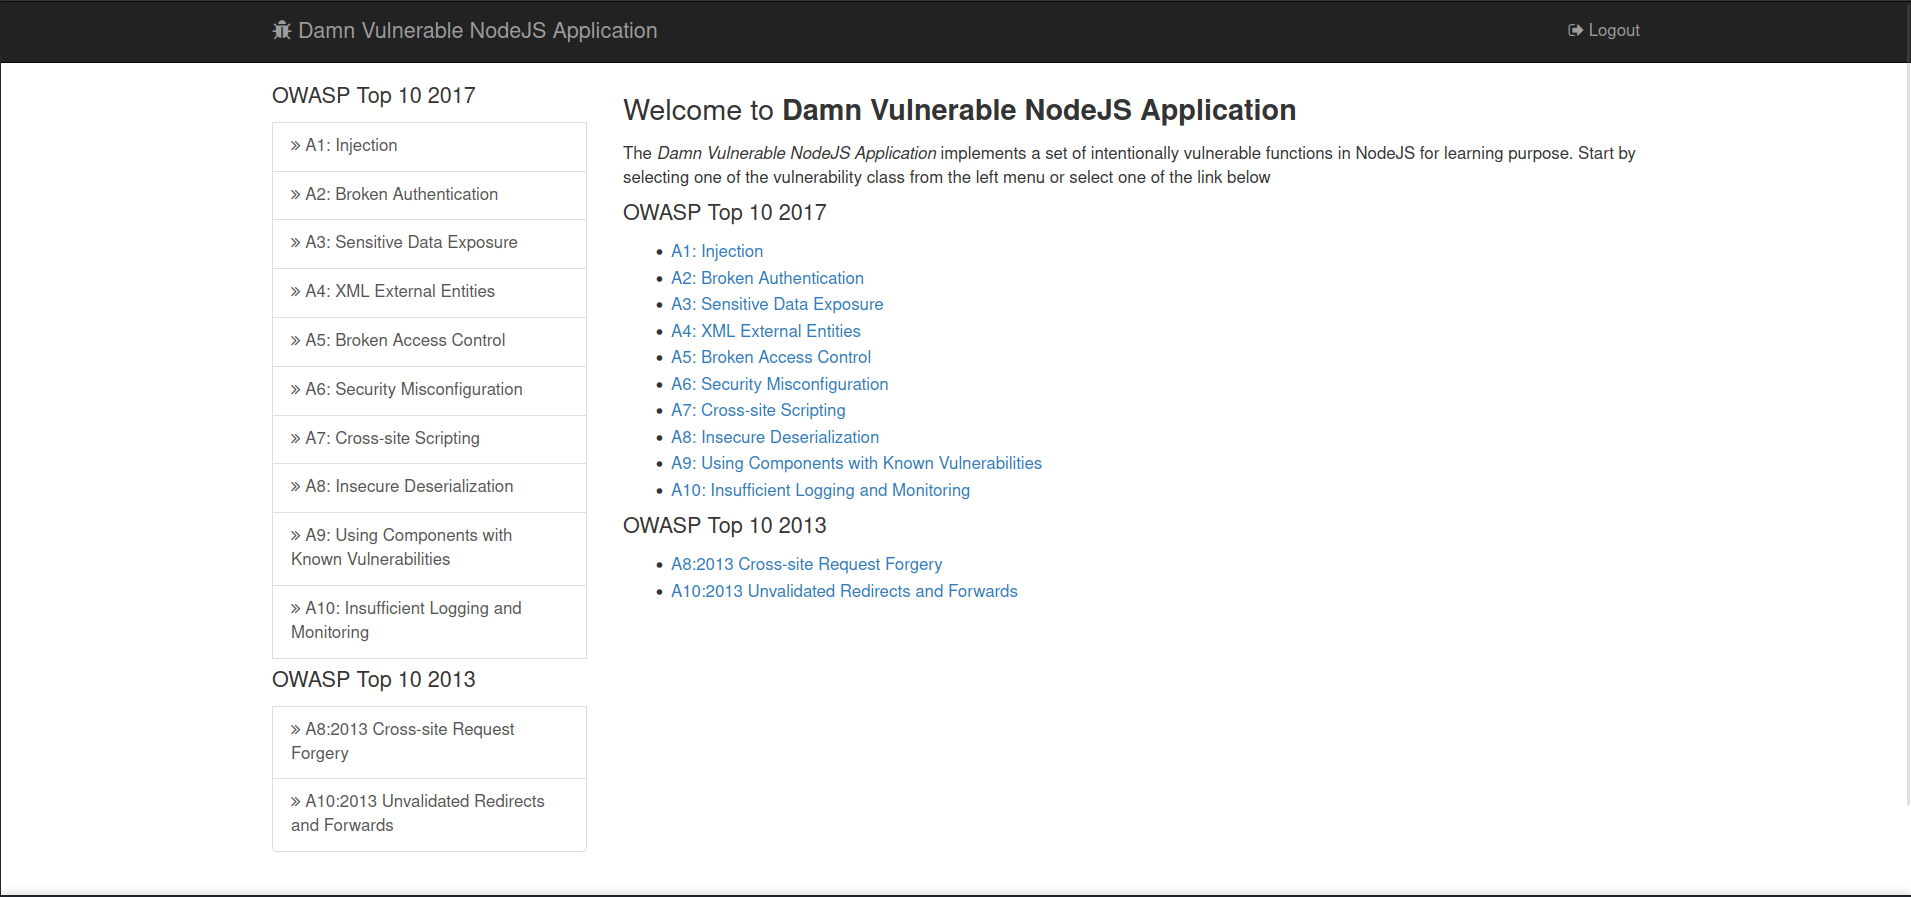 Damn Vulnerable NodeJS Application
Logout
OWASP Top 10 2017
» A1: Injection
» A2: Broken Authentication
» A3: Sensitive Data Exposure
» A4: XML External Entities
» A5: Broken Access Control
» A6: Security Misconfiguration
» A7: Cross-site Scripting
» A8: Insecure Deserialization
» A9: Using Components with
Known Vulnerabilities
» A10: Insufficient Logging and
Monitoring
OWASP Top 10 2013
» A8:2013 Cross-site Request
Forgery
» A10:2013 Unvalidated Redirects
and Forwards
Welcome to Damn Vulnerable NodeJS Application
The Damn Vulnerable NodeJS Application implements a set of intentionally vulnerable functions in NodeJS for learning purpose. Start by
selecting one of the vulnerability class from the left menu or select one of the link below
OWASP Top 10 2017
• A1: Injection
• A2: Broken Authentication
• A3: Sensitive Data Exposure
• A4: XML External Entities
• A5: Broken Access Control
• A6: Security Misconfiguration
• A7: Cross-site Scripting
• A8: Insecure Deserialization
• A9: Using Components with Known Vulnerabilities
• A10: Insufficient Logging and Monitoring
OWASP Top 10 2013
• A8:2013 Cross-site Request Forgery
• A10:2013 Unvalidated Redirects and Forwards